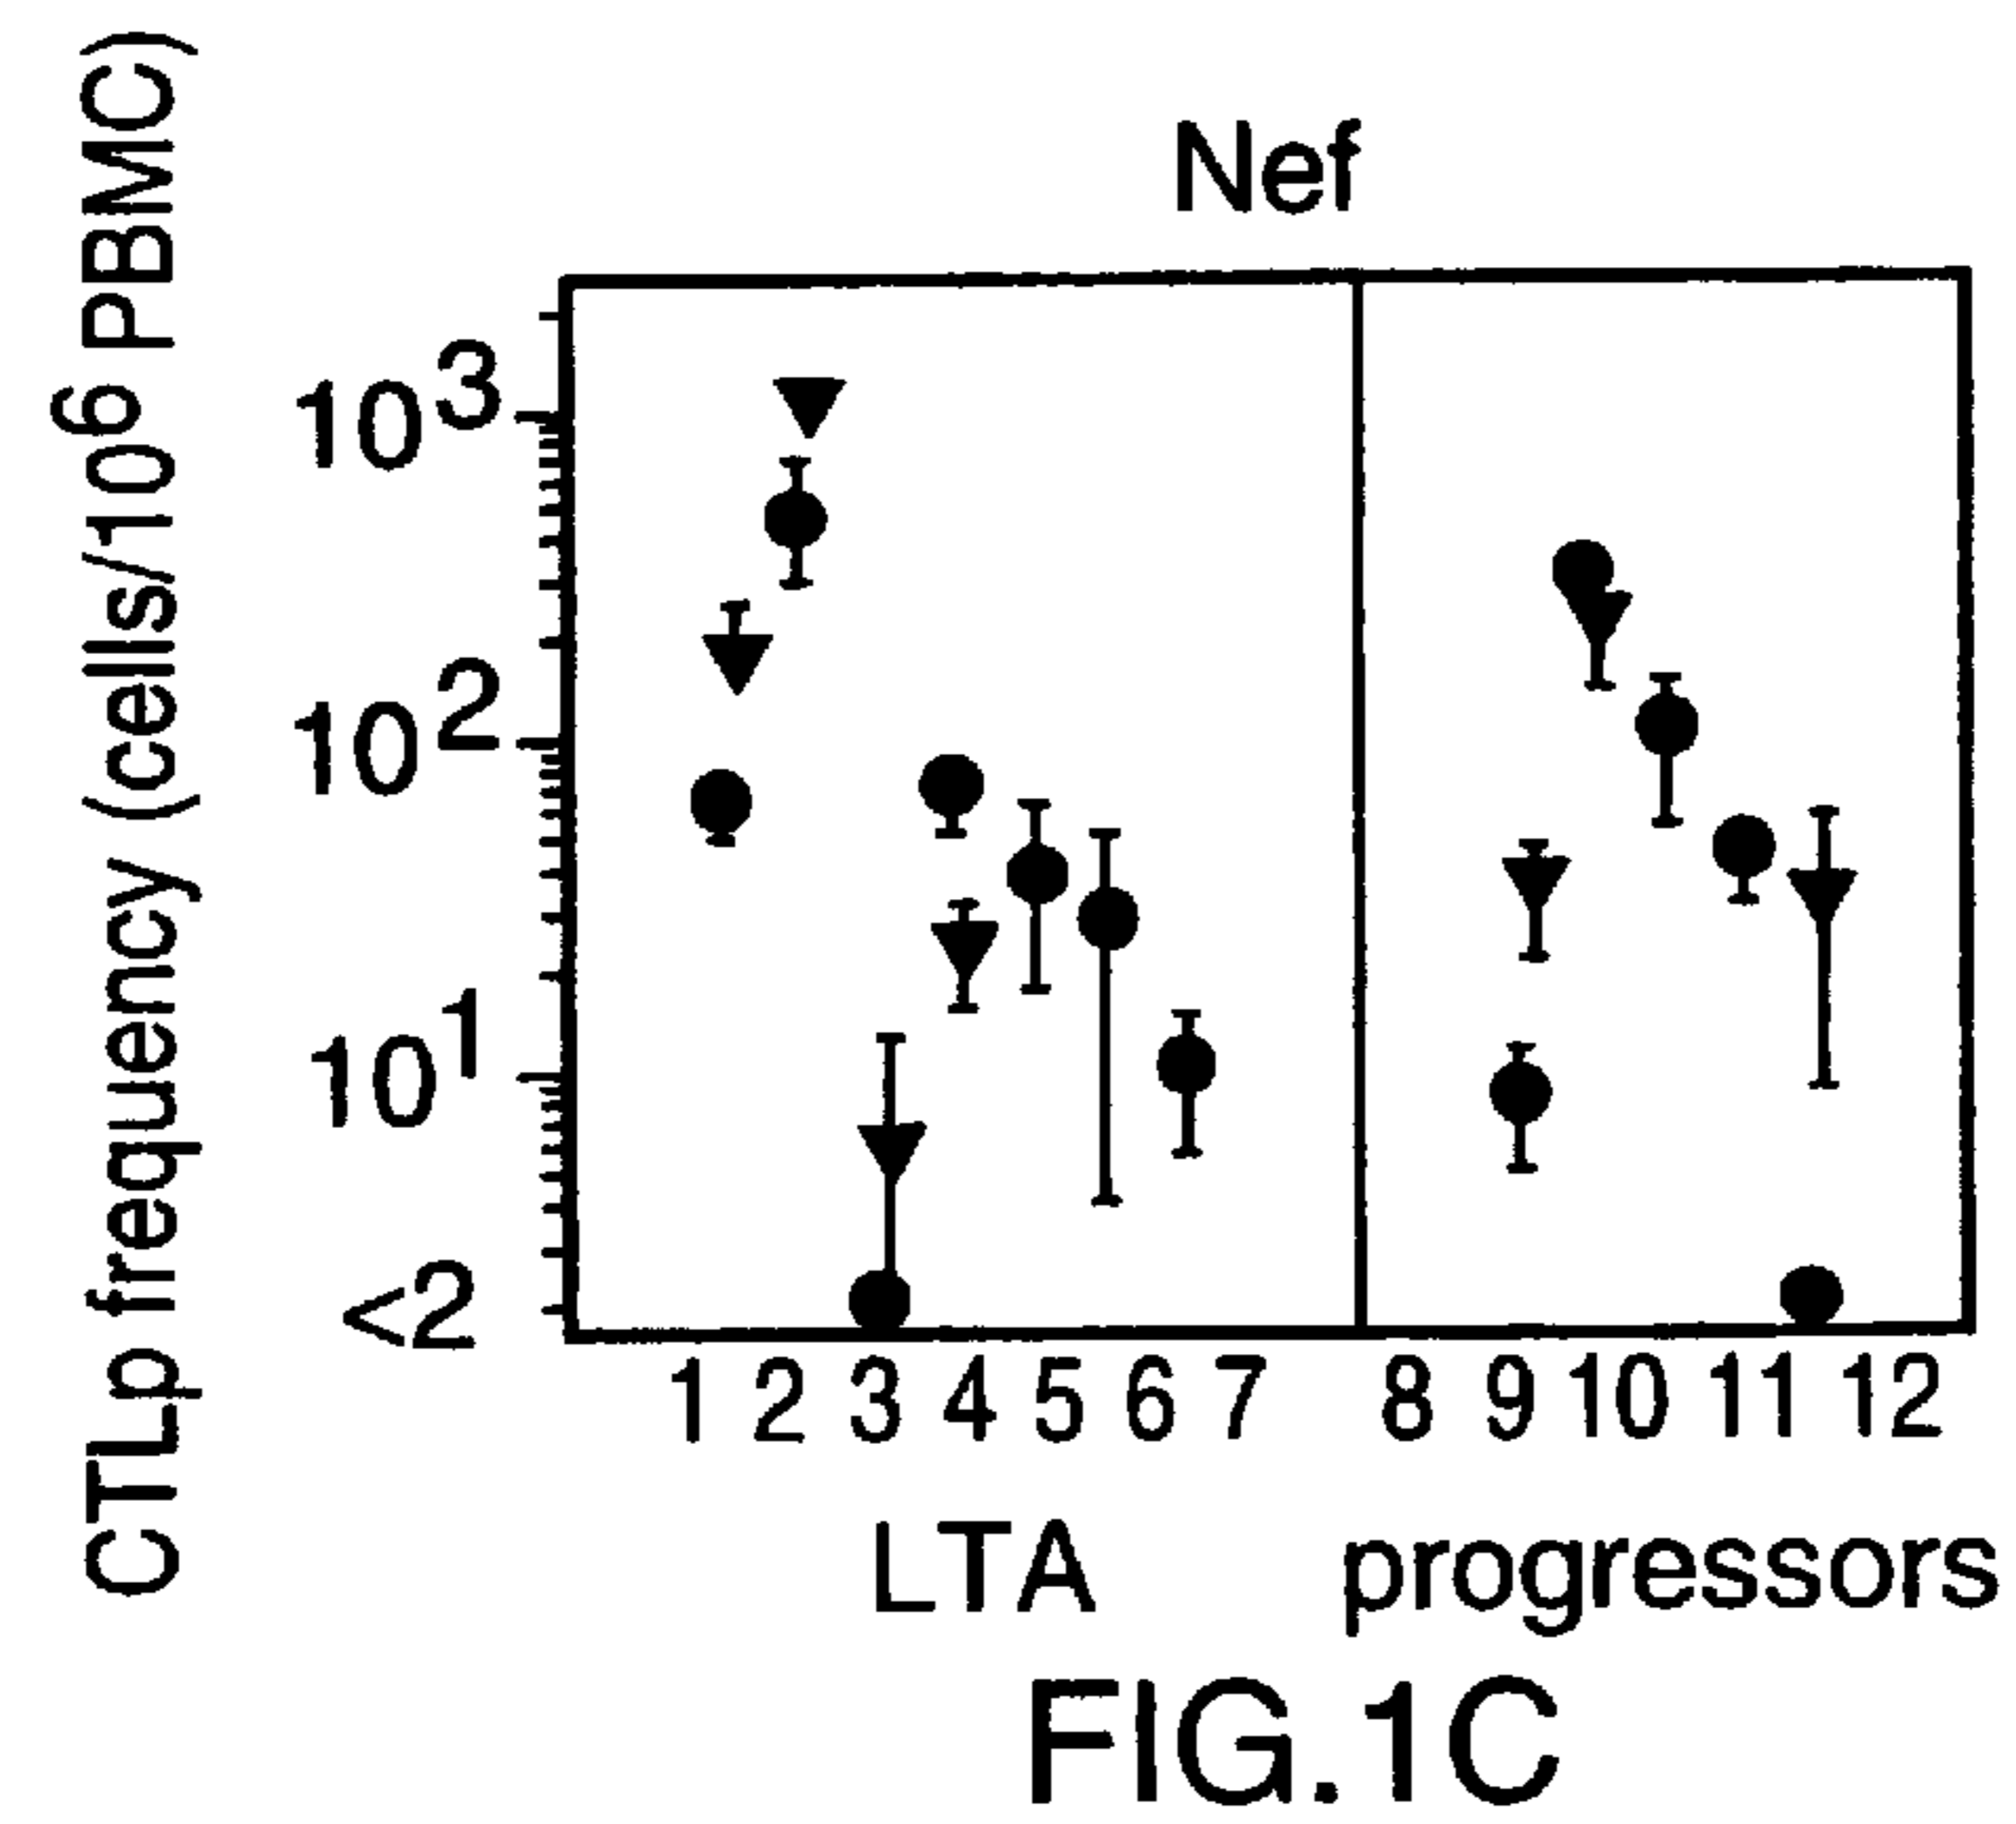 CTLp frequency (cells/10⁶ PBMC)
Nef
10³
10²
10¹
<2
1 2 3 4 5 6 7 8 9 10 11 12
LTA progressors
FIG.1C